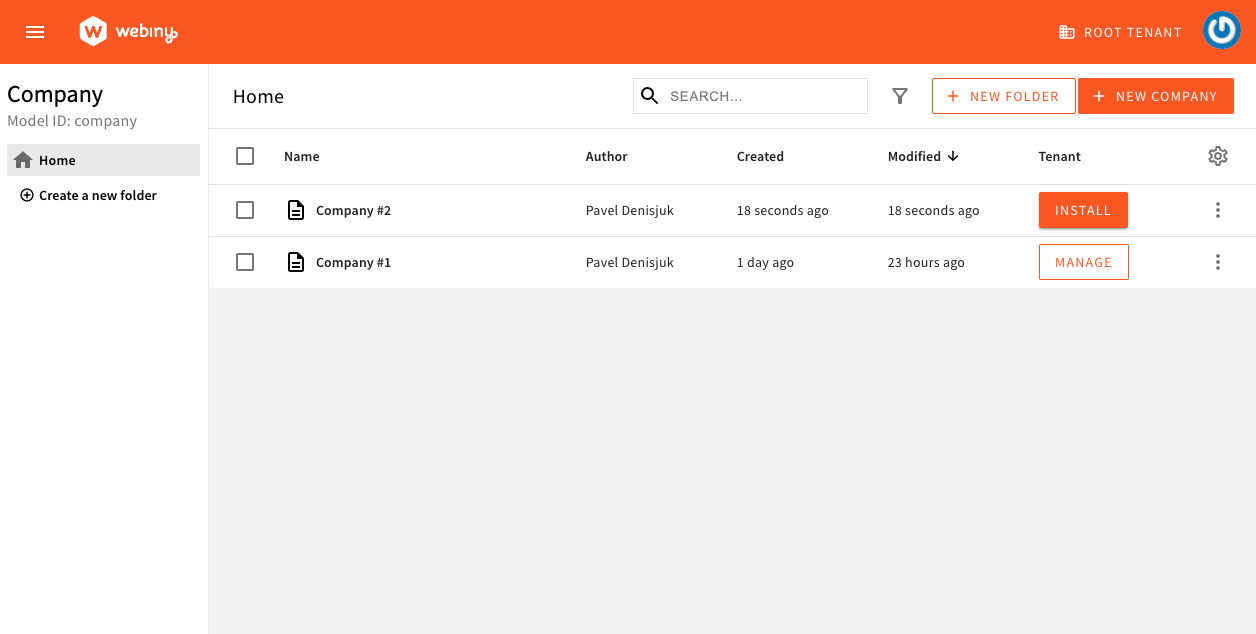 webiny
ROOT TENANT
Company
Model ID: company
Home
Create a new folder
Home
SEARCH...
NEW FOLDER
NEW COMPANY
Name Author Created Modified Tenant
Company #2 Pavel Denisjuk 18 seconds ago 18 seconds ago INSTALL
Company #1 Pavel Denisjuk 1 day ago 23 hours ago MANAGE